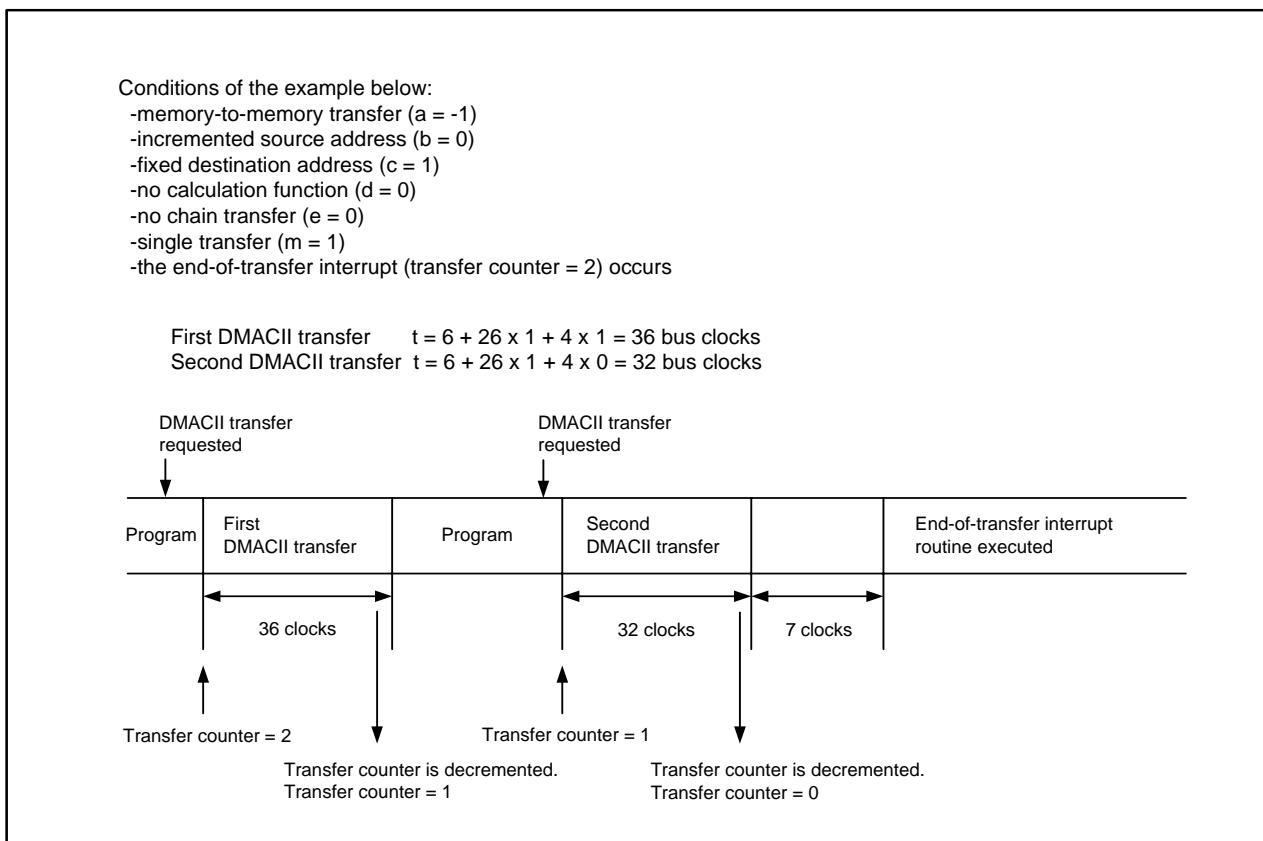 Conditions of the example below:
-memory-to-memory transfer (a = -1)
-incremented source address (b = 0)
-fixed destination address (c = 1)
-no calculation function (d = 0)
-no chain transfer (e = 0)
-single transfer (m = 1)
-the end-of-transfer interrupt (transfer counter = 2) occurs
First DMACII transfer t = 6 + 26 x 1 + 4 x 1 = 36 bus clocks
Second DMACII transfer t = 6 + 26 x 1 + 4 x 0 = 32 bus clocks
DMACII transfer
requested
DMACII transfer
requested
Program
First
DMACII transfer
Program
Second
DMACII transfer
End-of-transfer interrupt
routine executed
36 clocks
32 clocks
7 clocks
Transfer counter = 2
Transfer counter = 1
Transfer counter is decremented.
Transfer counter = 1
Transfer counter is decremented.
Transfer counter = 0